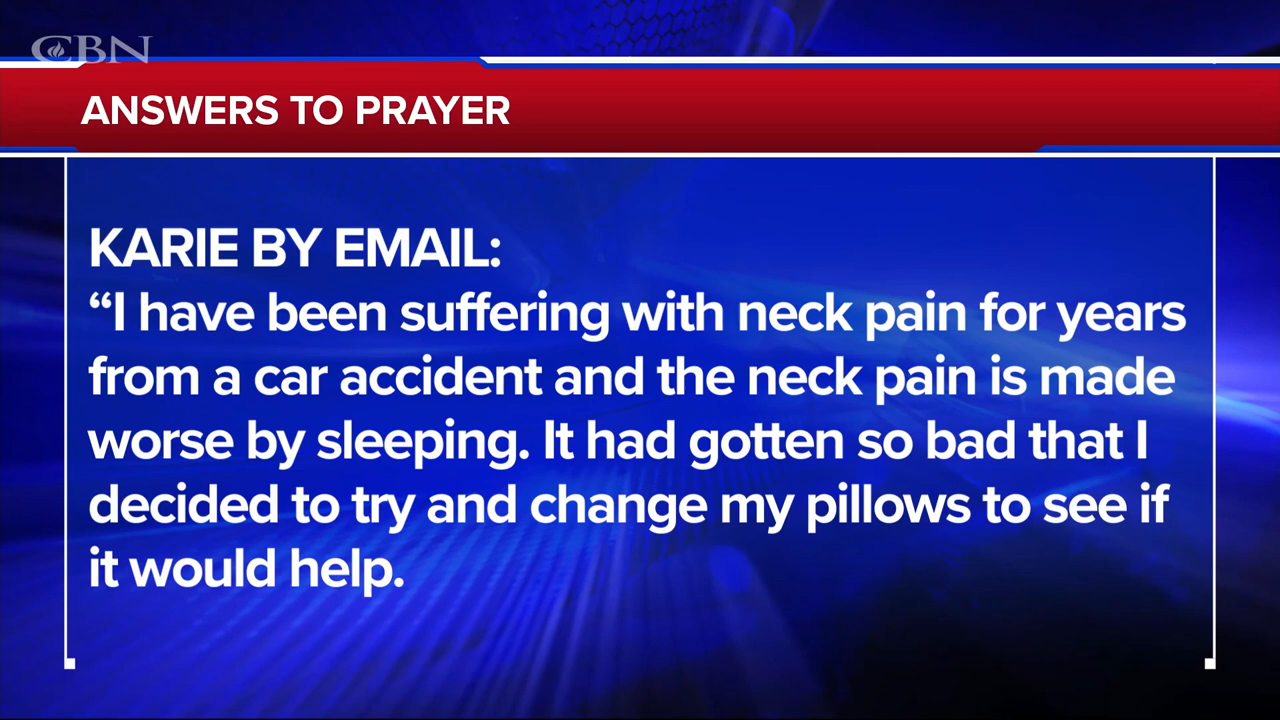 CBN
ANSWERS TO PRAYER
KARIE BY EMAIL:
“I have been suffering with neck pain for years
from a car accident and the neck pain is made
worse by sleeping. It had gotten so bad that I
decided to try and change my pillows to see if
it would help.